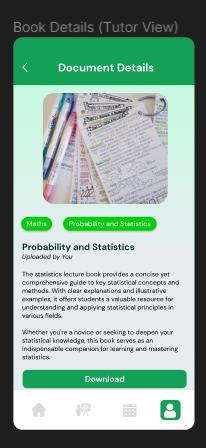 Book Details (Tutor View)
Document Details
Maths
Probability and Statistics
Probability and Statistics
Uploaded by You
The statistics lecture book provides a concise yet
comprehensive guide to key statistical concepts and
methods. With clear explanations and illustrative
examples, it offers students a valuable resource for
understanding and applying statistical principles in
various fields.
Whether you're a novice or seeking to deepen your
statistical knowledge, this book serves as an
indispensable companion for learning and mastering
statistics.
Download